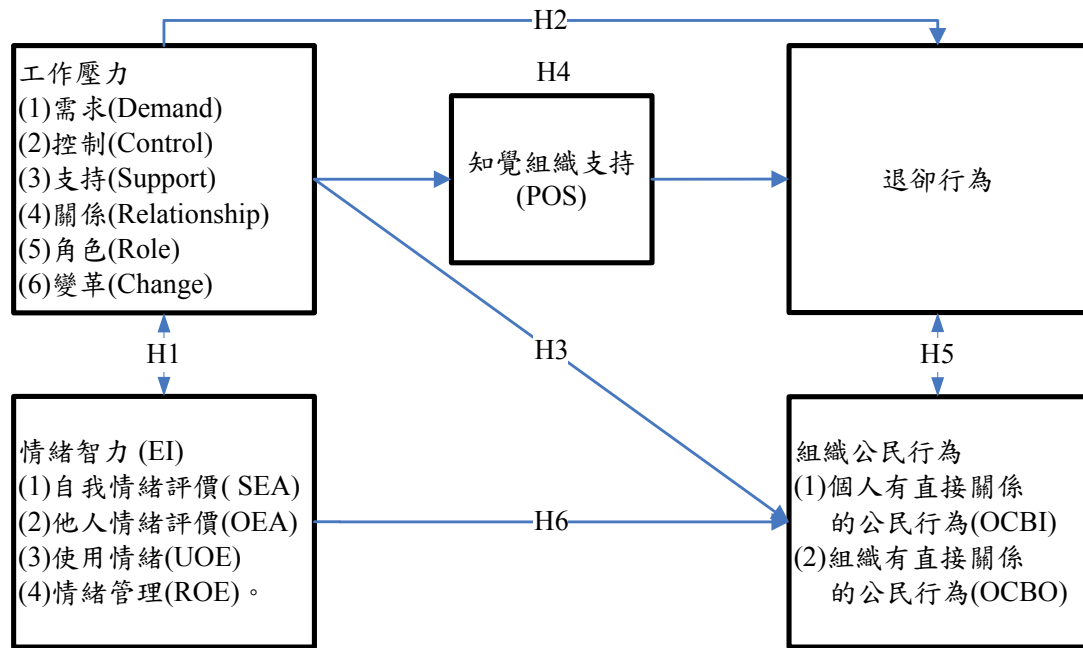 H2
工作壓力
(1)需求(Demand)
(2)控制(Control)
(3)支持(Support)
(4)關係(Relationship)
(5)角色(Role)
(6)變革(Change)
H4
知覺組織支持
(POS)
退卻行為
H1
H3
H5
情緒智力 (EI)
(1)自我情緒評價( SEA)
(2)他人情緒評價(OEA)
(3)使用情緒(UOE)
(4)情緒管理(ROE)。
H6
組織公民行為
(1)個人有直接關係
的公民行為(OCBI)
(2)組織有直接關係
的公民行為(OCBO)